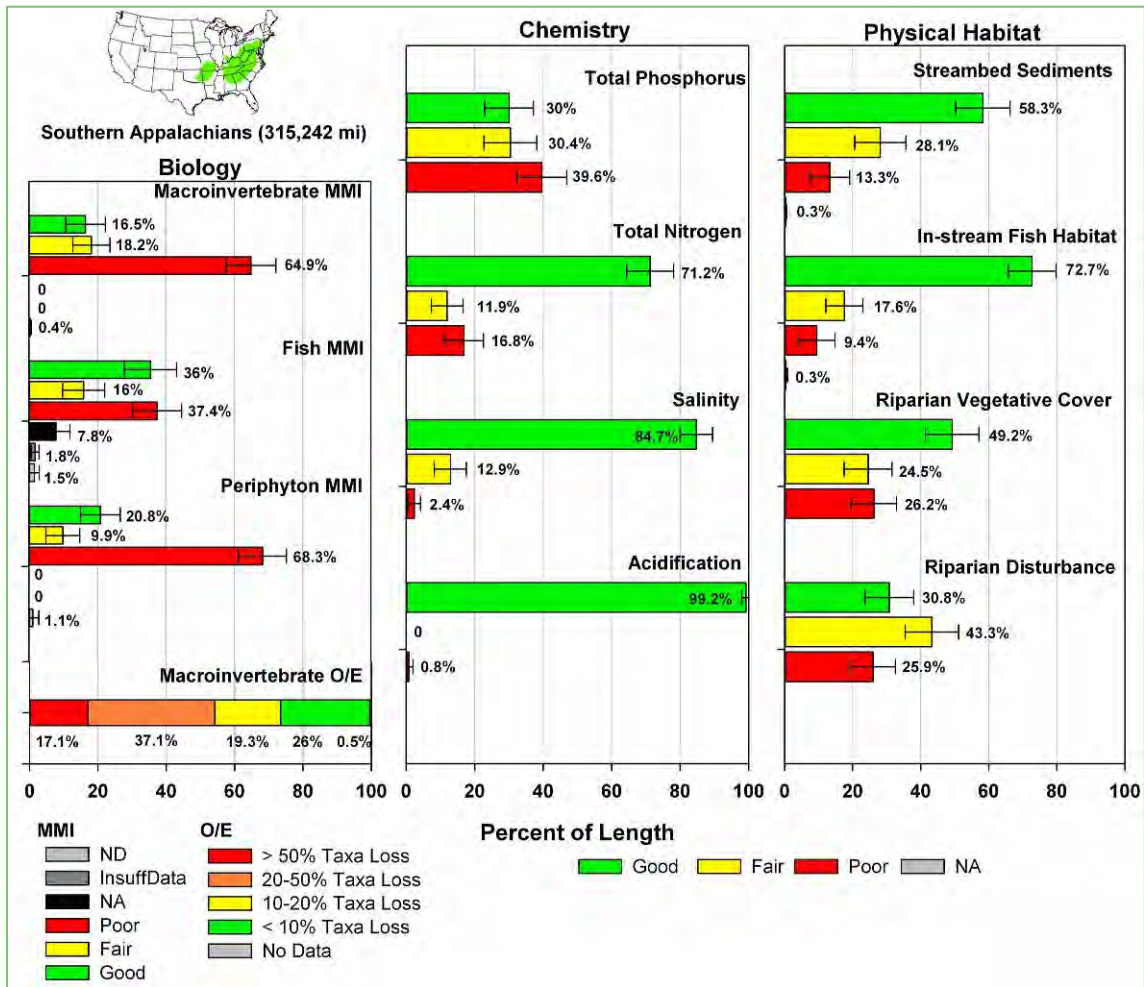 Southern Appalachians (315,242 mi)
Biology
Macroinvertebrate MMI
16.5%
18.2%
64.9%
0
0
0.4%
Fish MMI
36%
16%
37.4%
7.8%
1.8%
1.5%
Periphyton MMI
20.8%
9.9%
68.3%
0
0
1.1%
Macroinvertebrate O/E
17.1% 37.1% 19.3% 26% 0.5%
0 20 40 60 80 100
Chemistry
Total Phosphorus
30%
30.4%
39.6%
Total Nitrogen
71.2%
11.9%
16.8%
Salinity
84.7%
12.9%
2.4%
Acidification
99.2%
0
0.8%
0 20 40 60 80 100
Physical Habitat
Streambed Sediments
58.3%
28.1%
13.3%
0.3%
In-stream Fish Habitat
72.7%
17.6%
9.4%
0.3%
Riparian Vegetative Cover
49.2%
24.5%
26.2%
Riparian Disturbance
30.8%
43.3%
25.9%
0 20 40 60 80 100
Percent of Length
MMI
ND
InsuffData
NA
Poor
Fair
Good
O/E
> 50% Taxa Loss
20-50% Taxa Loss
10-20% Taxa Loss
< 10% Taxa Loss
No Data
Good Fair Poor NA